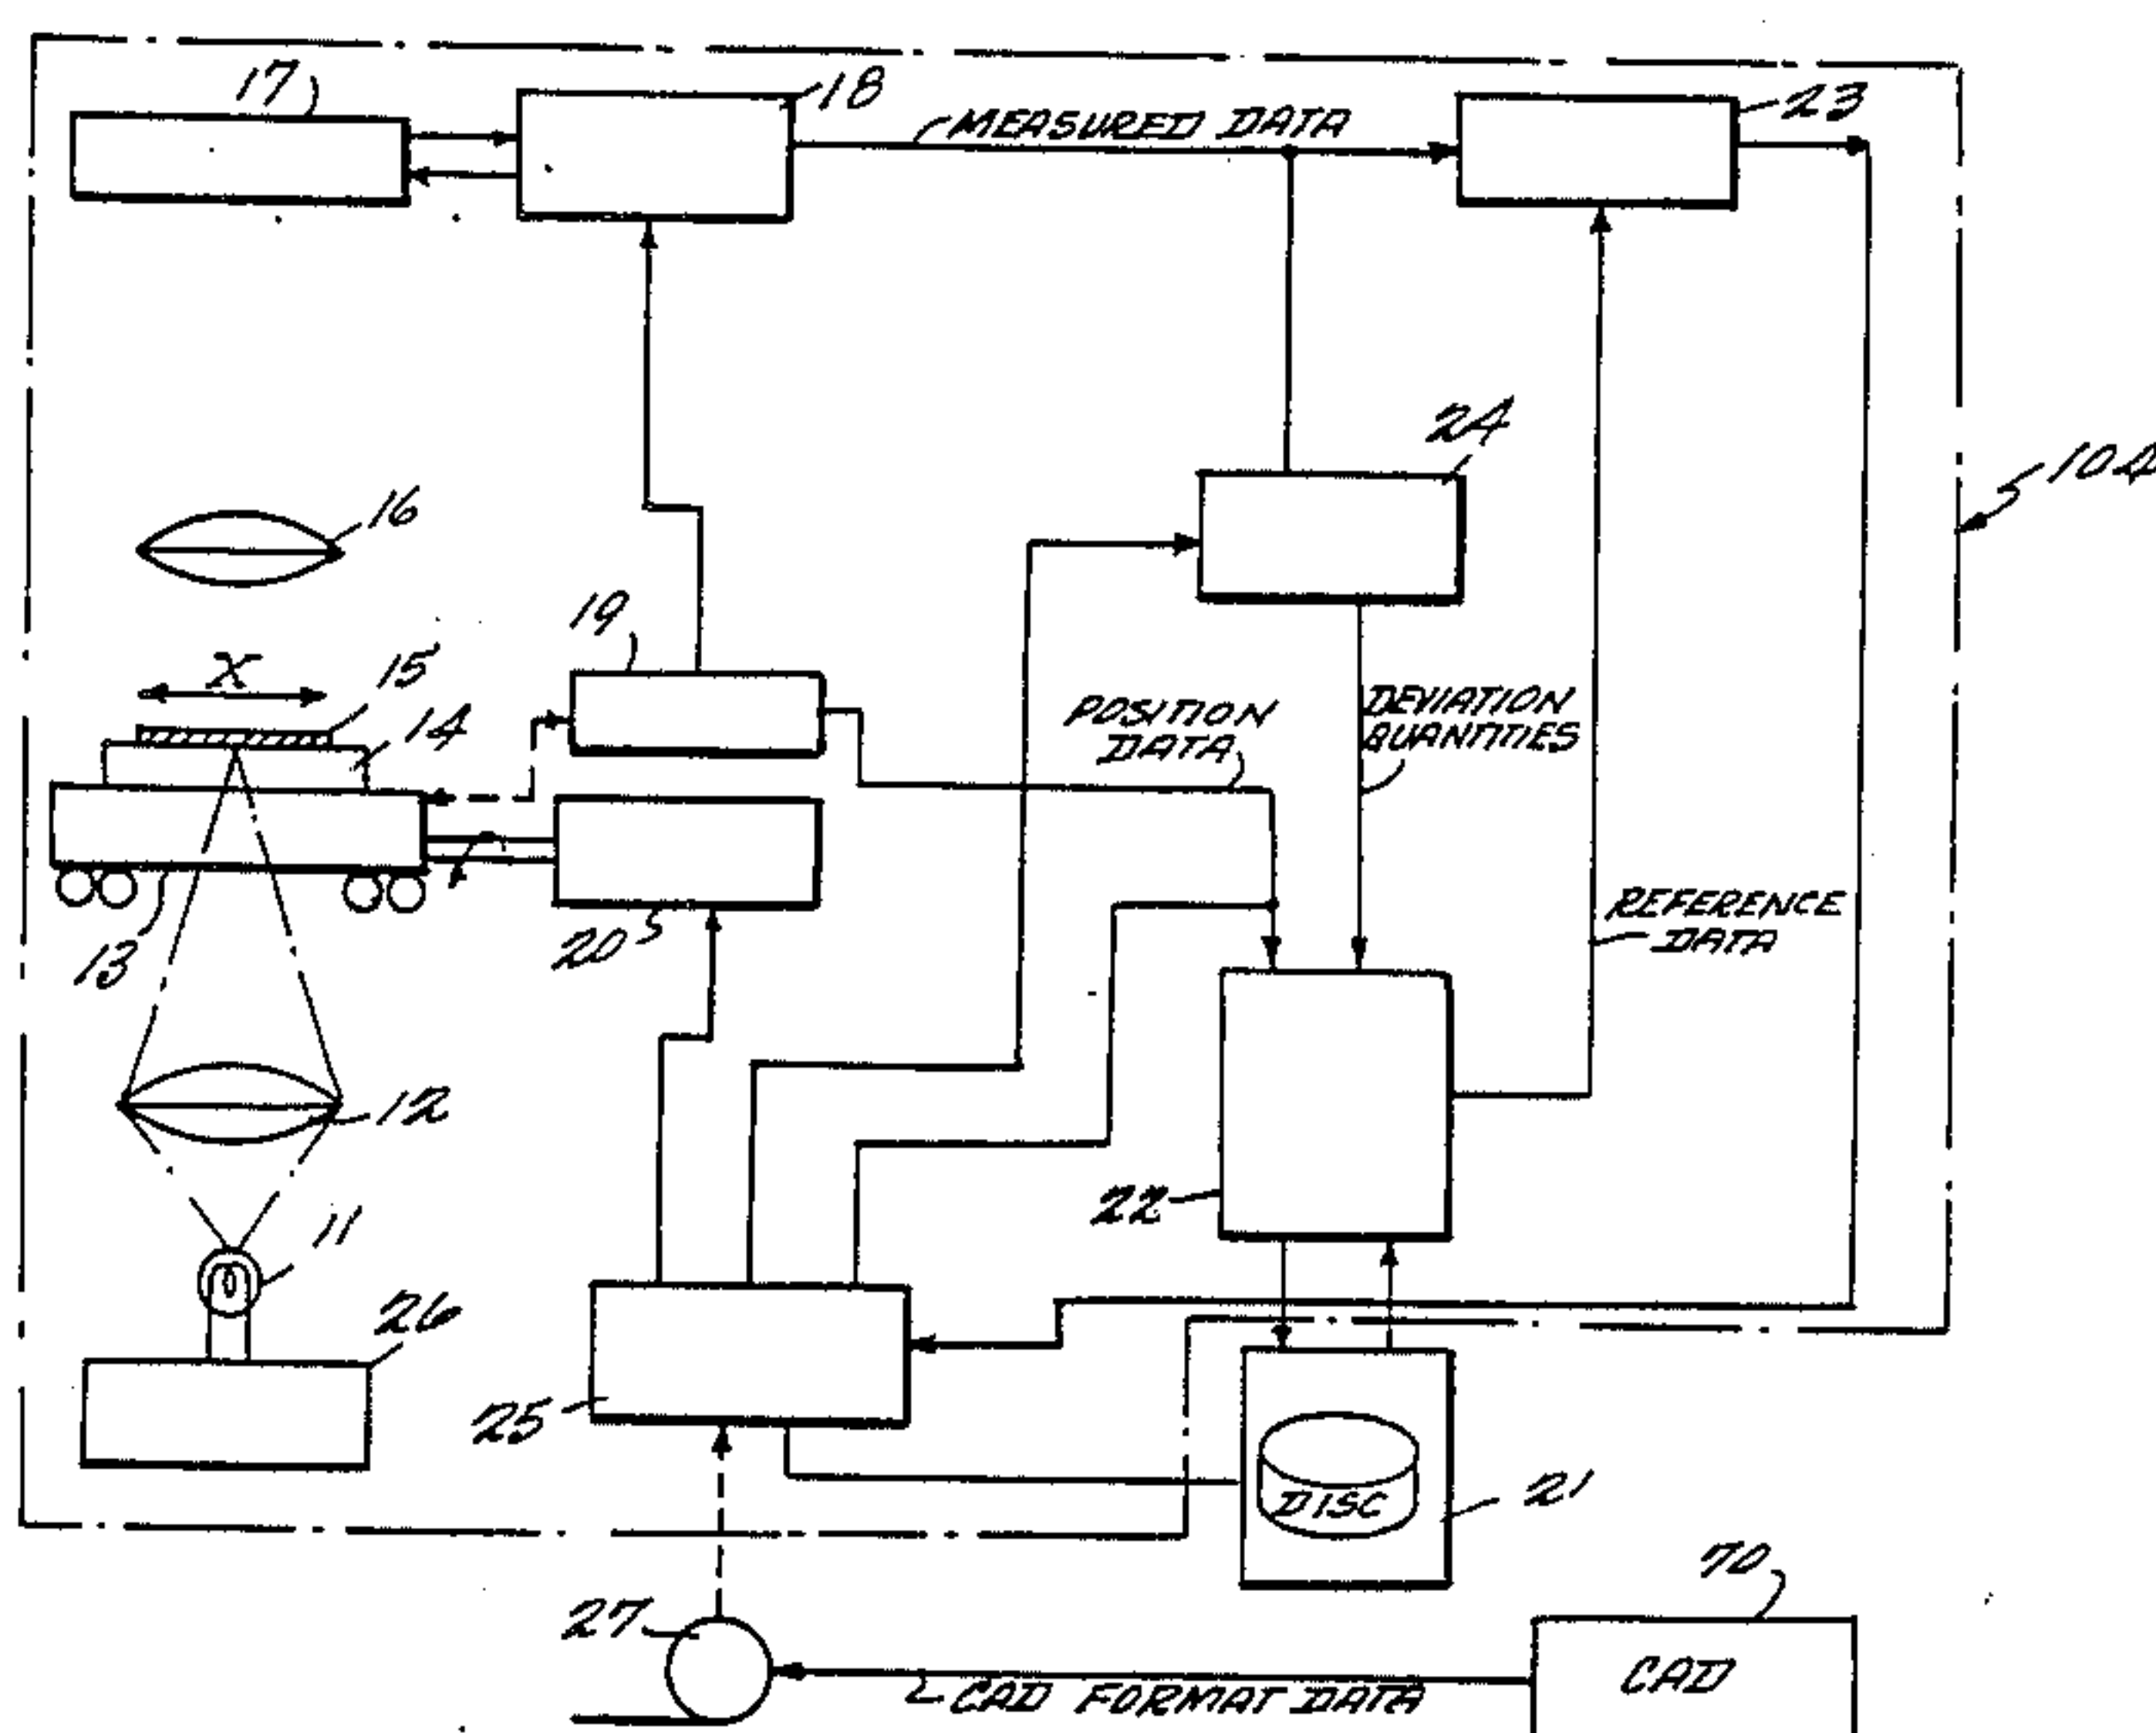 17
18
MEASURED DATA
23
24
10A
16
19
X
15
14
POSITION
DATA
DEVIATION
QUANTITIES
REFERENCE
DATA
13
20
12
22
11
26
25
DISC
21
70
27
CAD
CAD FORMAT DATA